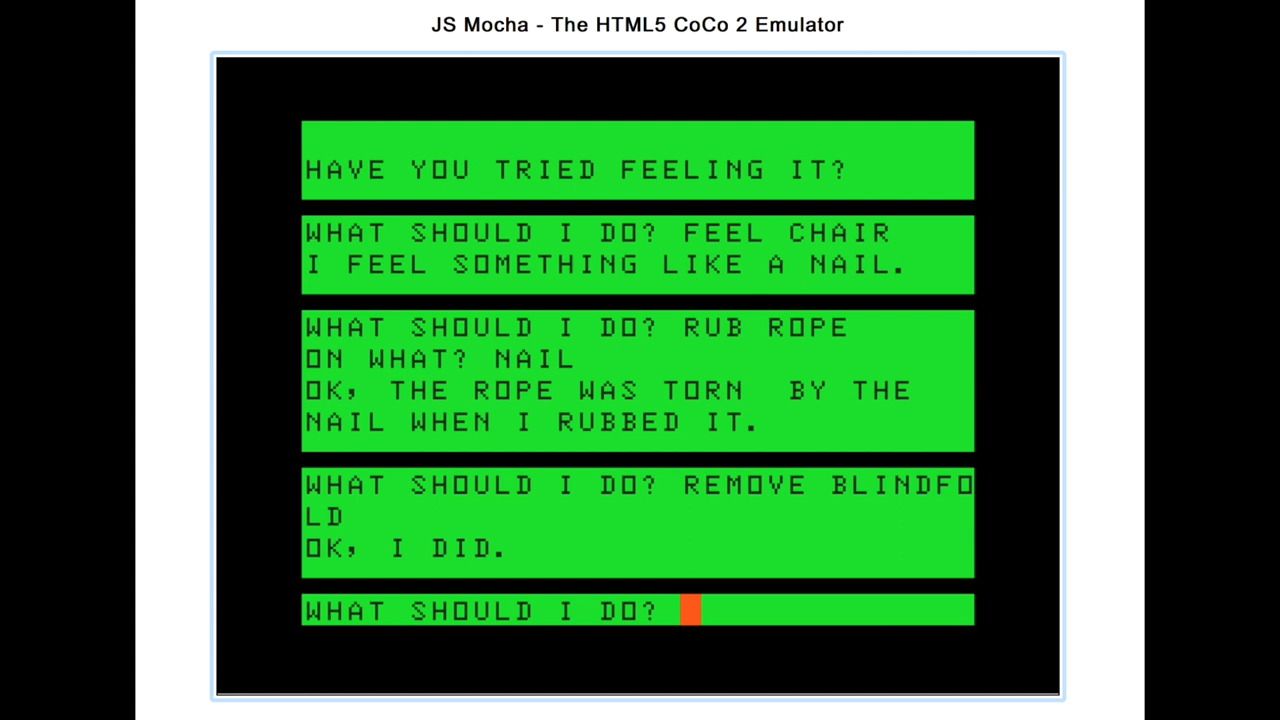 JS Mocha - The HTML5 CoCo 2 Emulator
HAVE YOU TRIED FEELING IT?
WHAT SHOULD I DO? FEEL CHAIR
I FEEL SOMETHING LIKE A NAIL.
WHAT SHOULD I DO? RUB ROPE
ON WHAT? NAIL
OK, THE ROPE WAS TORN  BY THE
NAIL WHEN I RUBBED IT.
WHAT SHOULD I DO? REMOVE BLINDFO
LD
OK, I DID.
WHAT SHOULD I DO?